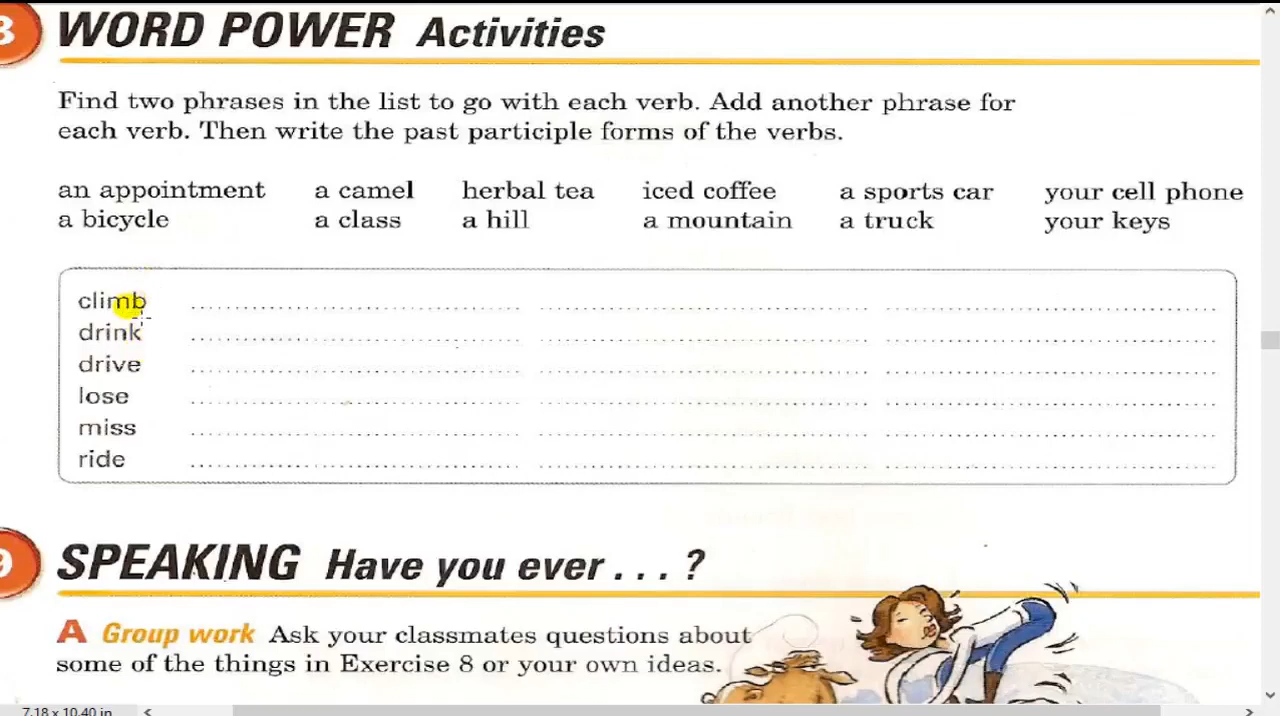 8 WORD POWER Activities
Find two phrases in the list to go with each verb. Add another phrase for
each verb. Then write the past participle forms of the verbs.
an appointment a camel herbal tea iced coffee a sports car your cell phone
a bicycle a class a hill a mountain a truck your keys
climb
drink
drive
lose
miss
ride
9 SPEAKING Have you ever . . . ?
A Group work Ask your classmates questions about
some of the things in Exercise 8 or your own ideas.
7.18 x 10.40 in